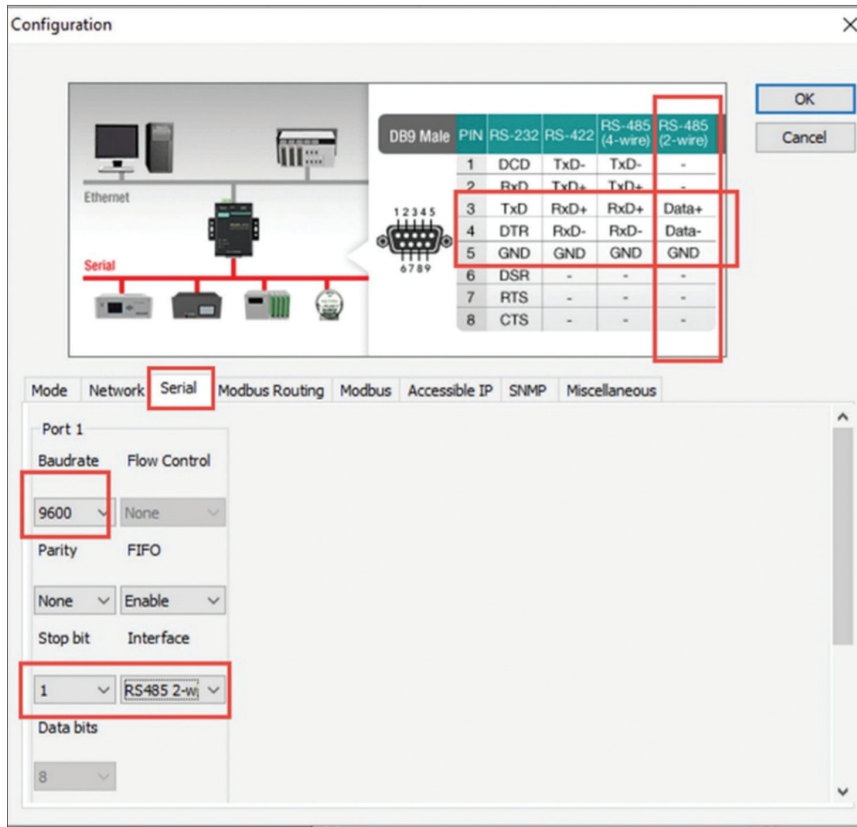 Configuration
OK
Cancel
Ethernet
Serial
DB9 Male
1 2 3 4 5
6 7 8 9
PIN RS-232 RS-422 RS-485 (4-wire) RS-485 (2-wire)
1 DCD TxD- TxD- -
2 RxD TxD+ TxD+ -
3 TxD RxD+ RxD+ Data+
4 DTR RxD- RxD- Data-
5 GND GND GND GND
6 DSR - - -
7 RTS - - -
8 CTS - - -
Mode Network Serial Modbus Routing Modbus Accessible IP SNMP Miscellaneous
Port 1
Baudrate Flow Control
9600 None
Parity FIFO
None Enable
Stop bit Interface
1 RS485 2-wi
Data bits
8